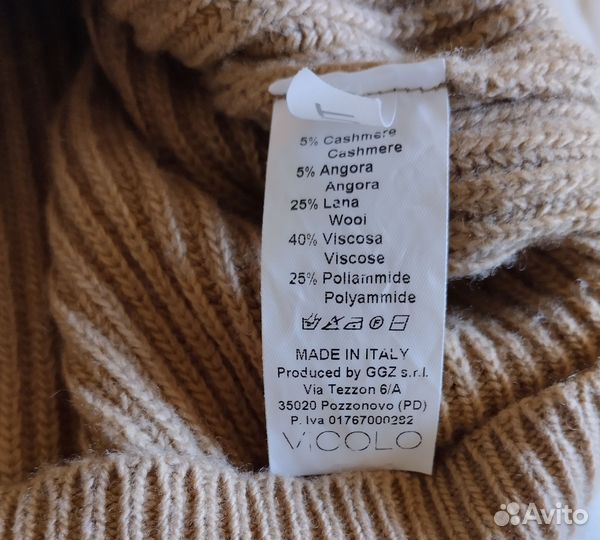 5% Cashmere
Cashmere
5% Angora
Angora
25% Lana
Wool
40% Viscosa
Viscose
25% Poliammide
Polyammide
MADE IN ITALY
Produced by GGZ s.r.l.
Via Tezzon 6/A
35020 Pozzonovo (PD)
P. Iva 01767000282
VICOLO
Avito